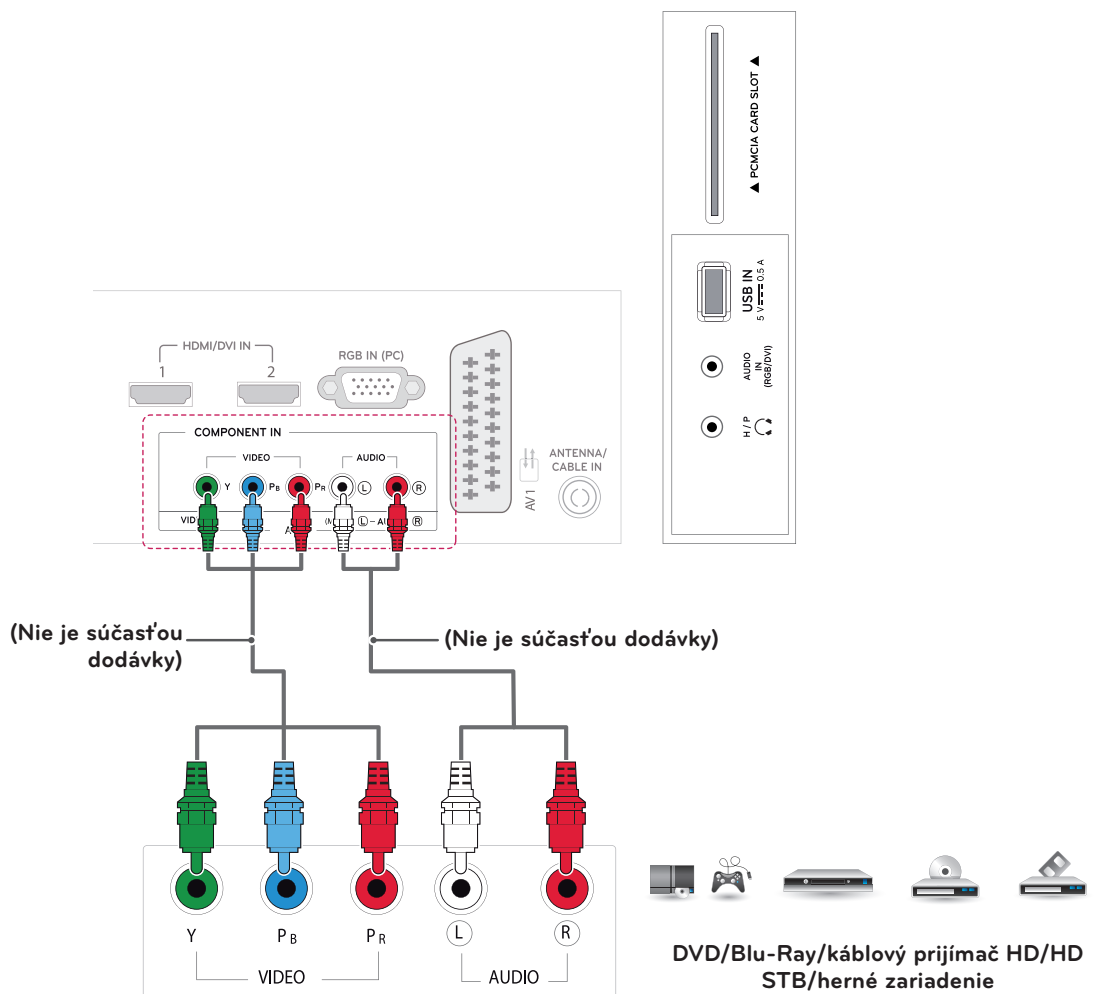 ▲ PCMCIA CARD SLOT ▲
USB IN
5 V 0.5 A
AUDIO
IN
(RGB/DVI)
H / P
HDMI/DVI IN
1
2
RGB IN (PC)
COMPONENT IN
VIDEO
AUDIO
Y
PB
PR
L
R
VID
L
R
AV1
ANTENNA/
CABLE IN
(Nie je súčasťou
dodávky)
(Nie je súčasťou dodávky)
Y
PB
PR
L
R
VIDEO
AUDIO
DVD/Blu-Ray/káblový prijímač HD/HD
STB/herné zariadenie